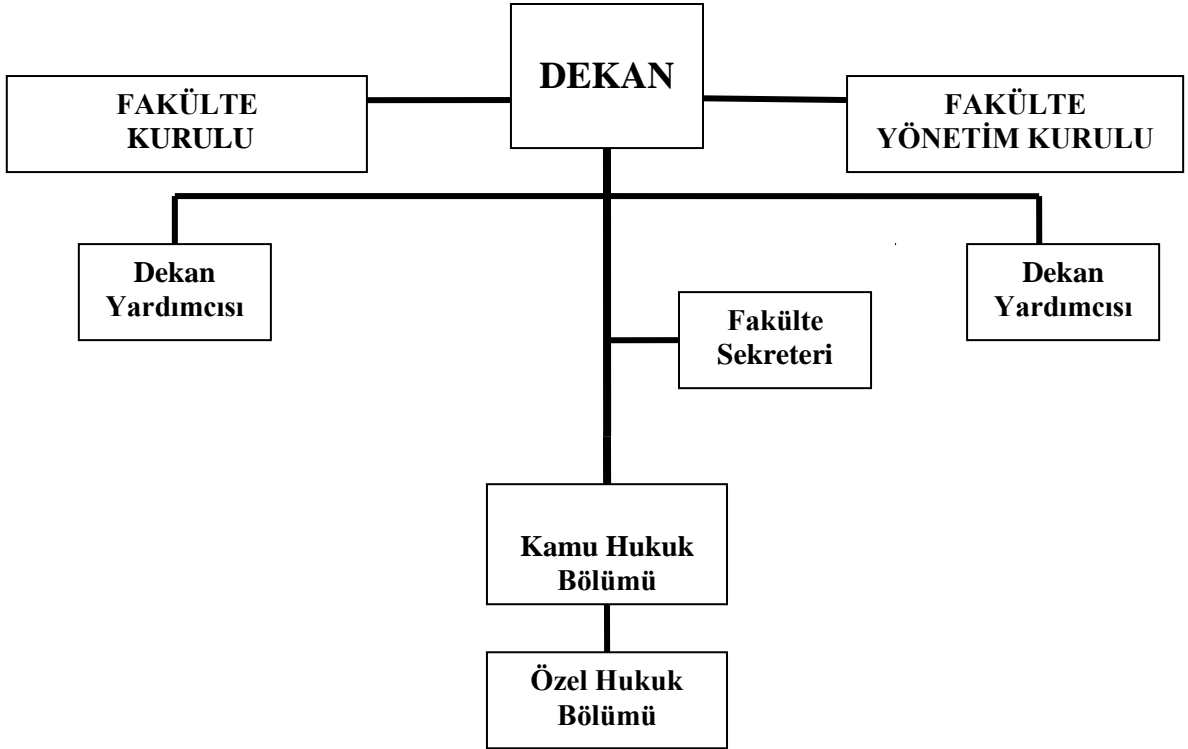 DEKAN
FAKÜLTE
KURULU
FAKÜLTE
YÖNETİM KURULU
Dekan
Yardımcısı
Dekan
Yardımcısı
Fakülte
Sekreteri
Kamu Hukuk
Bölümü
Özel Hukuk
Bölümü